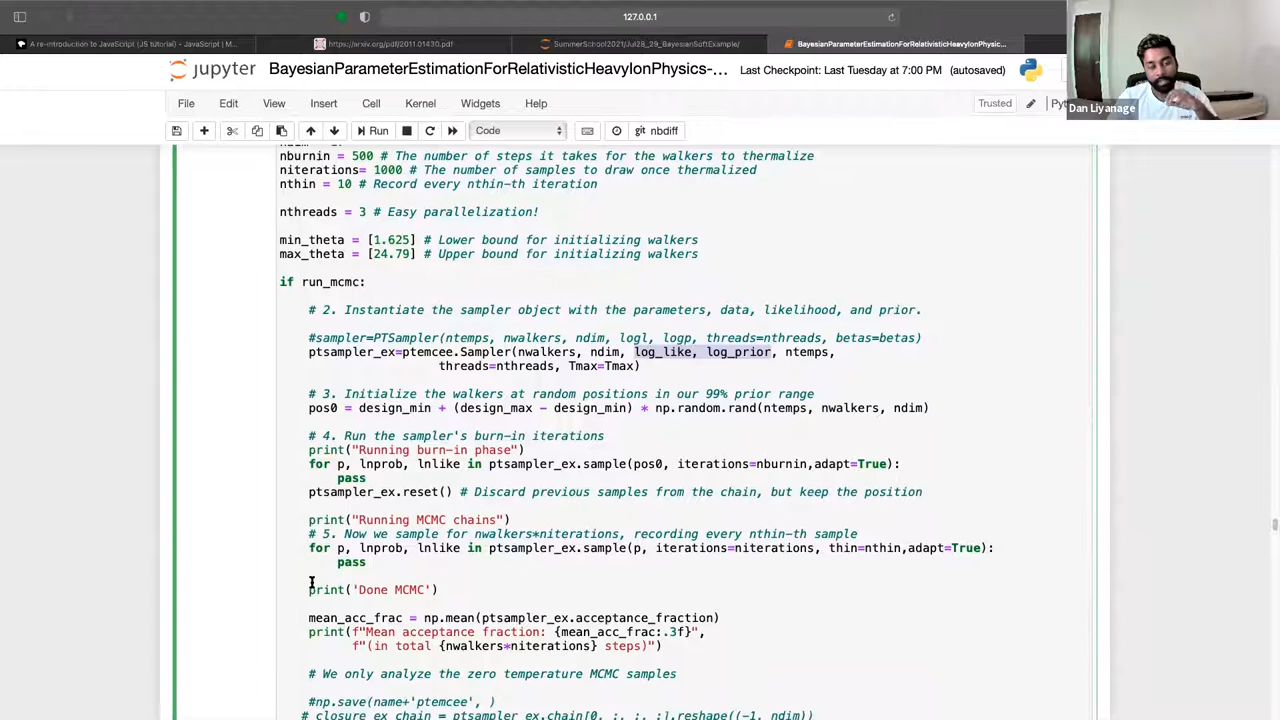 127.0.0.1
A re-introduction to JavaScript (JS tutorial) - JavaScript | M...
https://arxiv.org/pdf/2011.01430.pdf
SummerSchool2021/Jul28_29_BayesianSoftExample/
BayesianParameterEstimationForRelativisticHeavyIonPhysic...
jupyter BayesianParameterEstimationForRelativisticHeavyIonPhysics-... Last Checkpoint: Last Tuesday at 7:00 PM (autosaved)
Dan Liyanage
File Edit View Insert Cell Kernel Widgets Help Trusted
Run Code nbdiff
nburnin = 500 # The number of steps it takes for the walkers to thermalize
niterations= 1000 # The number of samples to draw once thermalized
nthin = 10 # Record every nthin-th iteration
nthreads = 3 # Easy parallelization!
min_theta = [1.625] # Lower bound for initializing walkers
max_theta = [24.79] # Upper bound for initializing walkers
if run_mcmc:
# 2. Instantiate the sampler object with the parameters, data, likelihood, and prior.
#sampler=PTSampler(ntemps, nwalkers, ndim, logl, logp, threads=nthreads, betas=betas)
ptsampler_ex=ptemcee.Sampler(nwalkers, ndim, log_like, log_prior, ntemps,
threads=nthreads, Tmax=Tmax)
# 3. Initialize the walkers at random positions in our 99% prior range
pos0 = design_min + (design_max - design_min) * np.random.rand(ntemps, nwalkers, ndim)
# 4. Run the sampler's burn-in iterations
print("Running burn-in phase")
for p, lnprob, lnlike in ptsampler_ex.sample(pos0, iterations=nburnin,adapt=True):
pass
ptsampler_ex.reset() # Discard previous samples from the chain, but keep the position
print("Running MCMC chains")
# 5. Now we sample for nwalkers*niterations, recording every nthin-th sample
for p, lnprob, lnlike in ptsampler_ex.sample(p, iterations=niterations, thin=nthin,adapt=True):
pass
print('Done MCMC')
mean_acc_frac = np.mean(ptsampler_ex.acceptance_fraction)
print(f"Mean acceptance fraction: {mean_acc_frac:.3f}",
f"(in total {nwalkers*niterations} steps)")
# We only analyze the zero temperature MCMC samples
#np.save(name+'ptemcee', )
# closure_ex_chain = ptsampler_ex.chain[0, :, :, :].reshape((-1, ndim))